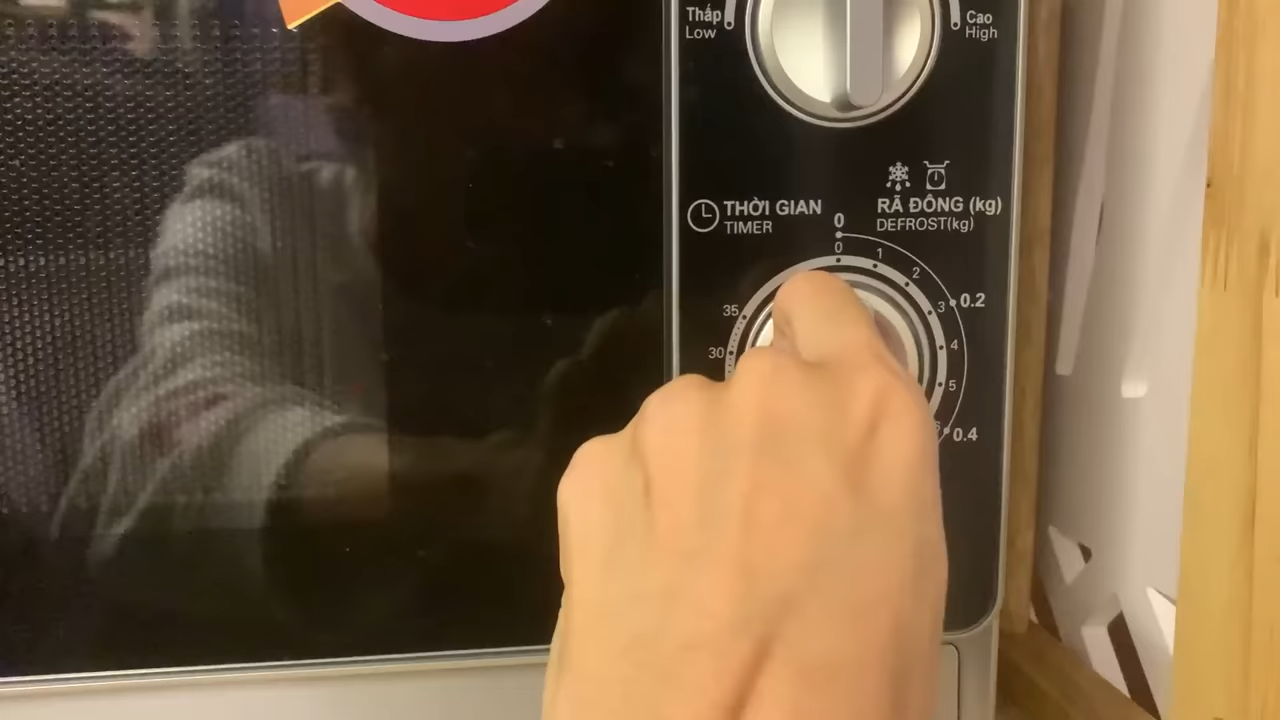 Thấp
Low
Cao
High
THỜI GIAN
TIMER
RÃ ĐÔNG (kg)
DEFROST(kg)
0
0
1
2
3
0.2
4
5
0.4
35
30